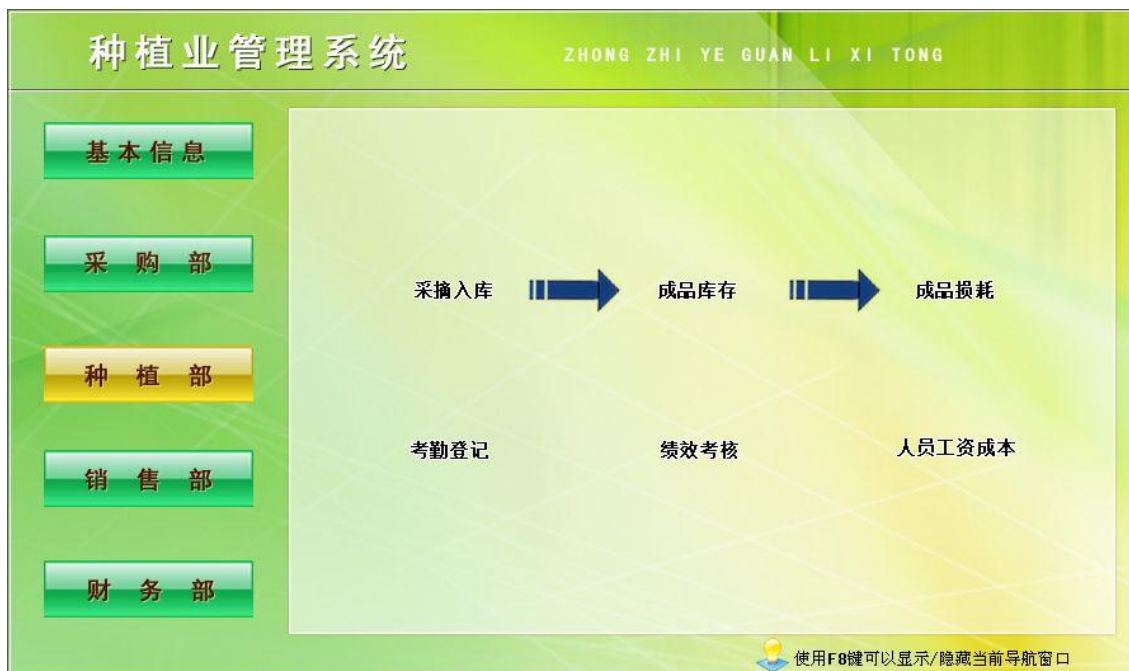 种植业管理系统 ZHONG ZHI YE GUAN LI XI TONG
基本信息
采购部
种植部
销售部
财务部
采摘入库 成品库存 成品损耗
考勤登记 绩效考核 人员工资成本
使用F8键可以显示/隐藏当前导航窗口